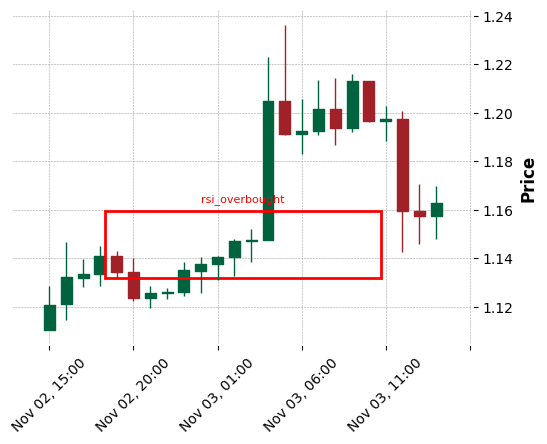 1.24
1.22
1.20
1.18
1.16
1.14
1.12
Price
rsi_overbought
Nov 02, 15:00
Nov 02, 20:00
Nov 03, 01:00
Nov 03, 06:00
Nov 03, 11:00